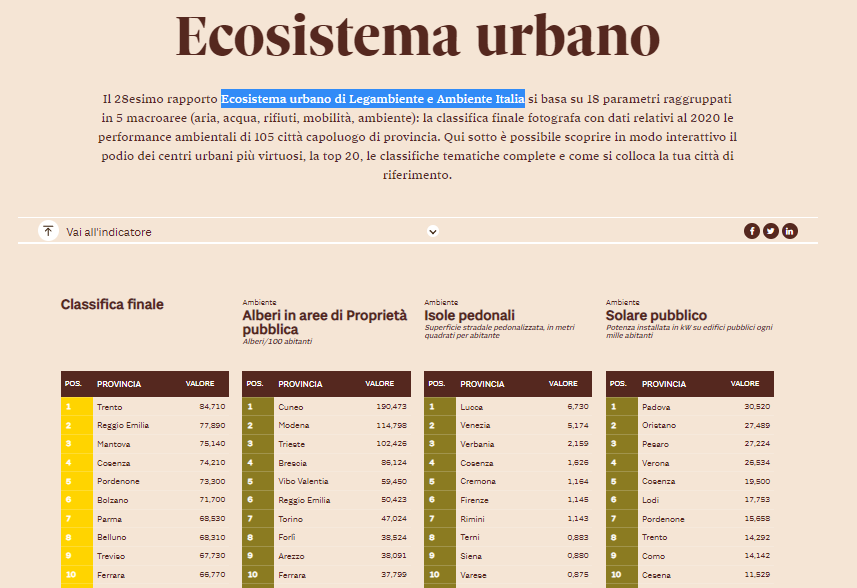 Ecosistema urbano
Il 28esimo rapporto Ecosistema urbano di Legambiente e Ambiente Italia si basa su 18 parametri raggruppati
in 5 macroaree (aria, acqua, rifiuti, mobilità, ambiente): la classifica finale fotografa con dati relativi al 2020 le
performance ambientali di 105 città capoluogo di provincia. Qui sotto è possibile scoprire in modo interattivo il
podio dei centri urbani più virtuosi, la top 20, le classifiche tematiche complete e come si colloca la tua città di
riferimento.
Vai all'indicatore
Classifica finale
POS. PROVINCIA VALORE
1 Trento 84,710
2 Reggio Emilia 77,890
3 Mantova 75,140
4 Cosenza 74,210
5 Pordenone 73,300
6 Bolzano 71,700
7 Parma 68,530
8 Belluno 68,310
9 Treviso 67,730
10 Ferrara 66,770
Ambiente
Alberi in aree di Proprietà
pubblica
Alberi/100 abitanti
POS. PROVINCIA VALORE
1 Cuneo 190,473
2 Modena 114,798
3 Trieste 102,426
4 Brescia 86,124
5 Vibo Valentia 59,450
6 Reggio Emilia 50,423
7 Torino 47,024
8 Forlì 38,524
9 Arezzo 38,091
10 Ferrara 37,799
Ambiente
Isole pedonali
Superficie stradale pedonalizzata, in metri
quadrati per abitante
POS. PROVINCIA VALORE
1 Lucca 6,730
2 Venezia 5,174
3 Verbania 2,159
4 Cosenza 1,626
5 Cremona 1,164
6 Firenze 1,145
7 Rimini 1,143
8 Terni 0,883
9 Siena 0,880
10 Varese 0,875
Ambiente
Solare pubblico
Potenza installata in kW su edifici pubblici ogni
mille abitanti
POS. PROVINCIA VALORE
1 Padova 30,520
2 Oristano 27,489
3 Pesaro 27,224
4 Verona 26,534
5 Cosenza 19,500
6 Lodi 17,753
7 Pordenone 15,658
8 Trento 14,292
9 Como 14,142
10 Cesena 11,529